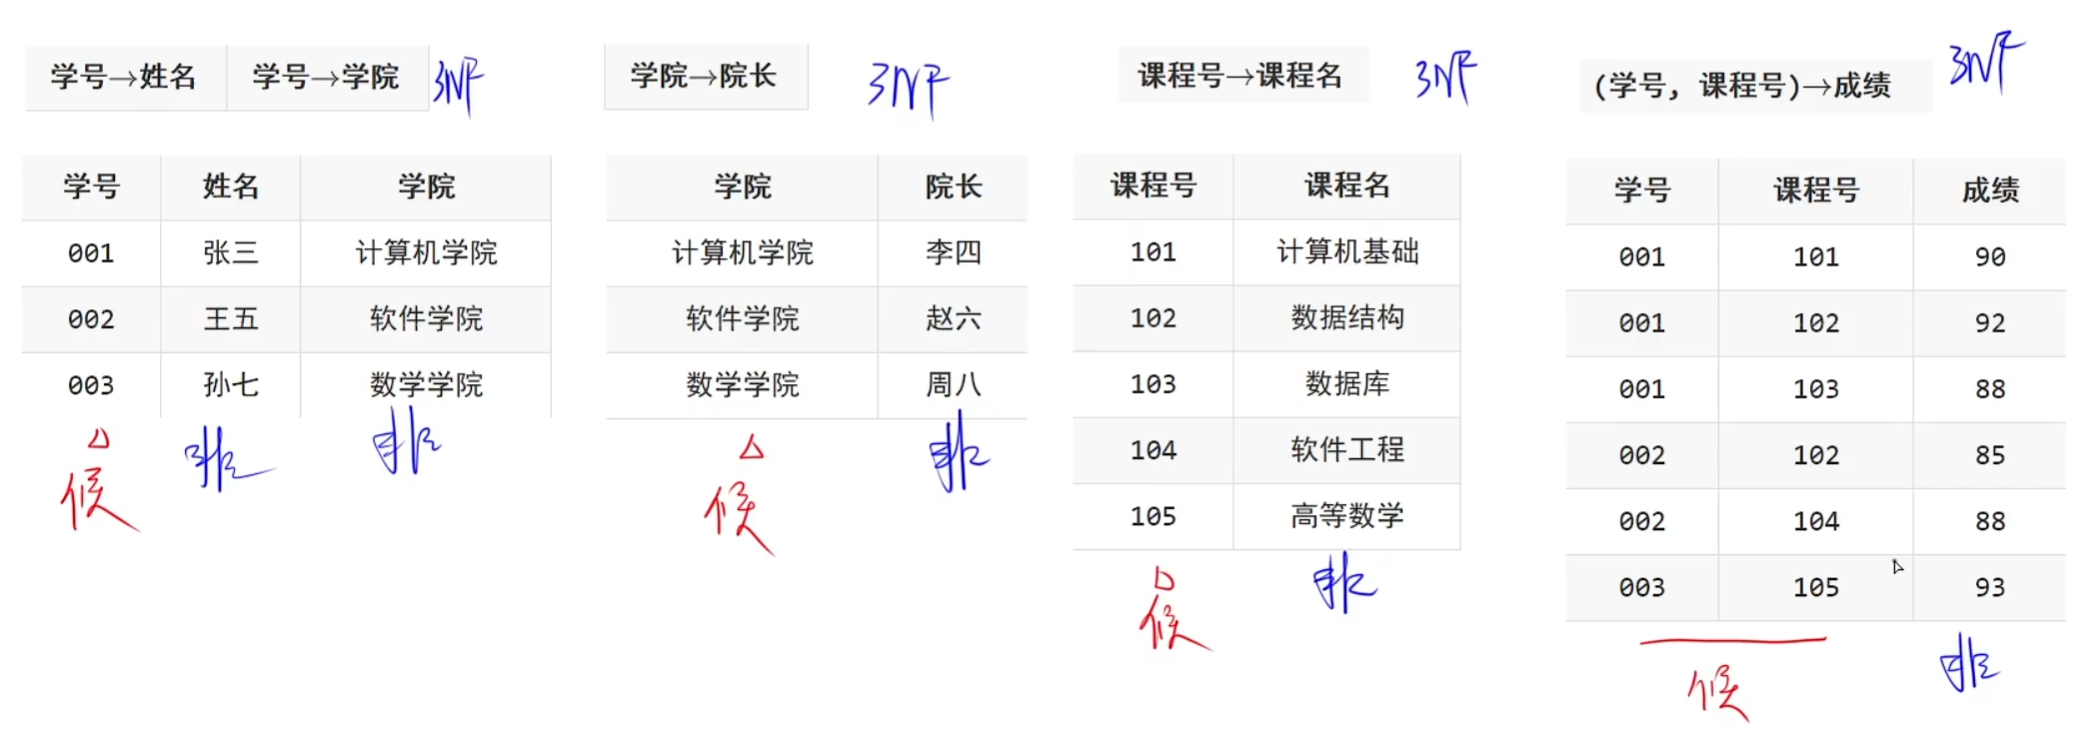 学号→姓名 学号→学院 3NF
学号 姓名 学院
001 张三 计算机学院
002 王五 软件学院
003 孙七 数学学院
候 非 非
学院→院长 3NF
学院 院长
计算机学院 李四
软件学院 赵六
数学学院 周八
候 非
课程号→课程名 3NF
课程号 课程名
101 计算机基础
102 数据结构
103 数据库
104 软件工程
105 高等数学
候 非
(学号, 课程号)→成绩 3NF
学号 课程号 成绩
001 101 90
001 102 92
001 103 88
002 102 85
002 104 88
003 105 93
候 非